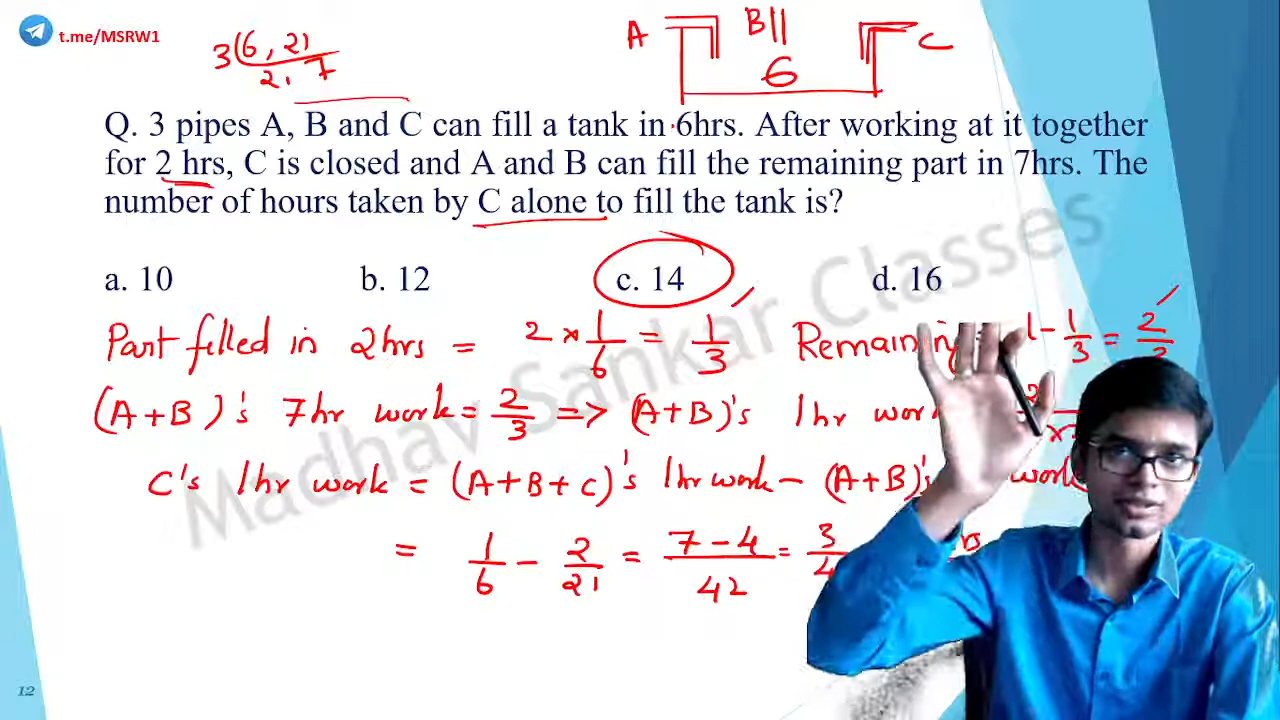 t.me/MSRW1
3(6, 21
2, 7
A B C
6
Q. 3 pipes A, B and C can fill a tank in 6hrs. After working at it together
for 2 hrs, C is closed and A and B can fill the remaining part in 7hrs. The
number of hours taken by C alone to fill the tank is?
a. 10 b. 12 c. 14 d. 16
Part filled in 2hrs = 2 × 1/6 = 1/3 Remaining 1 - 1/3 = 2/3
(A+B)'s 7hr work = 2/3 => (A+B)'s 1hr work
C's 1hr work = (A+B+C)'s 1hr work - (A+B)'s work
= 1/6 - 2/21 = 7-4/42 = 3/4
Madhav Sankar Classes
12